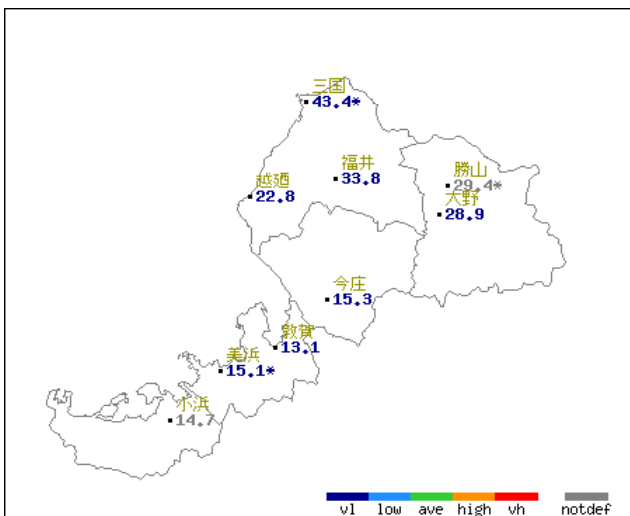 三国
43.4*
福井
33.8
越廼
22.8
勝山
29.4*
大野
28.9
今庄
15.3
敦賀
13.1
美浜
15.1*
小浜
14.7
vl low ave high vh notdef